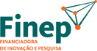 Finep
FINANCIADORA
DE INOVAÇÃO E PESQUISA